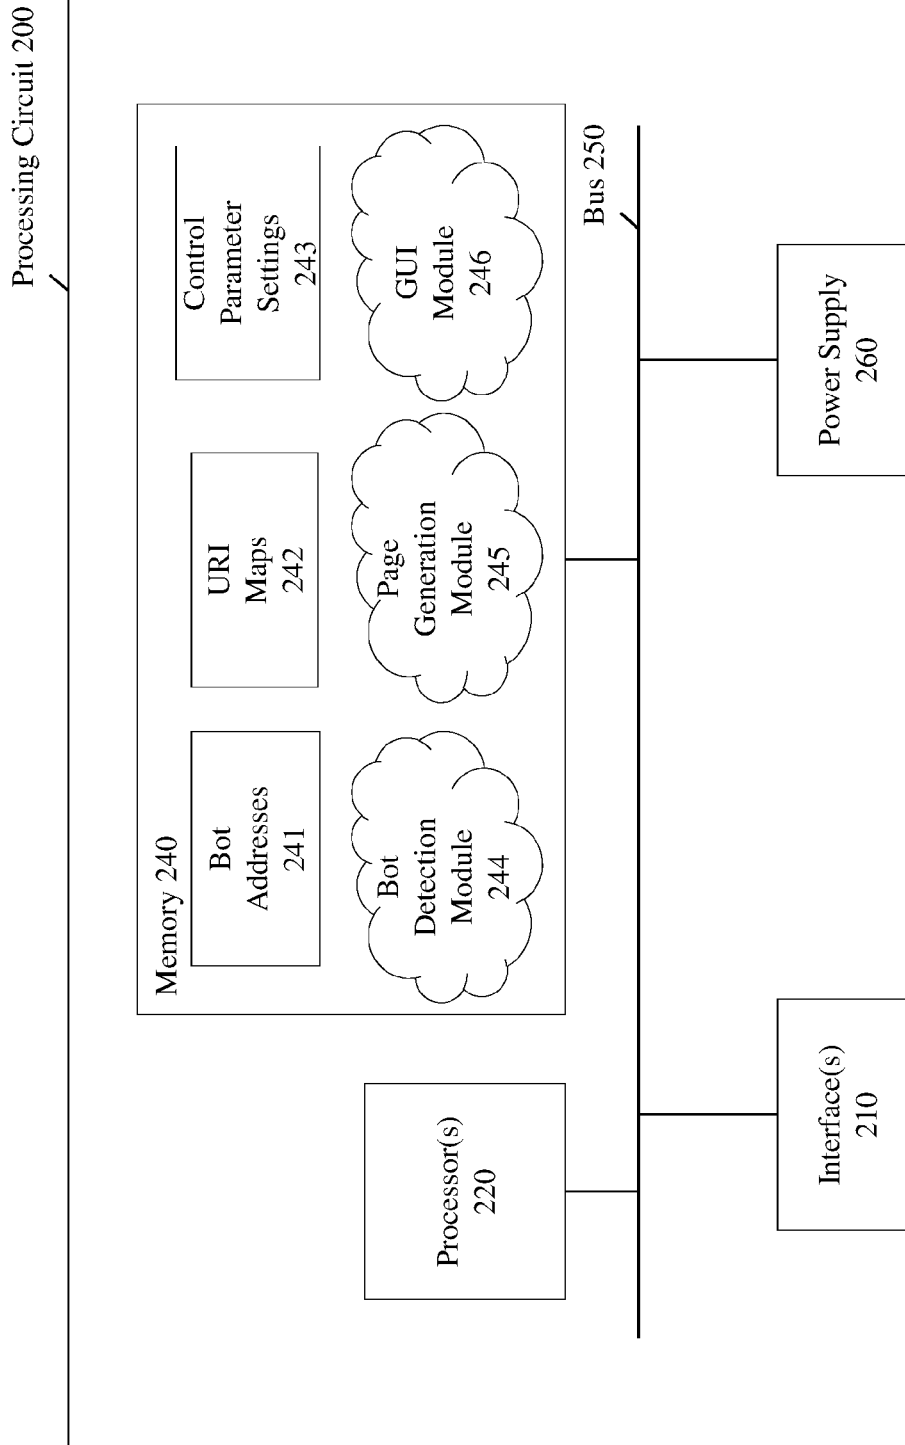 Processing Circuit 200
Memory 240
Bot
Addresses
241
URI
Maps
242
Control
Parameter
Settings
243
Bot
Detection
Module
244
Page
Generation
Module
245
GUI
Module
246
Processor(s)
220
Bus 250
Interface(s)
210
Power Supply
260